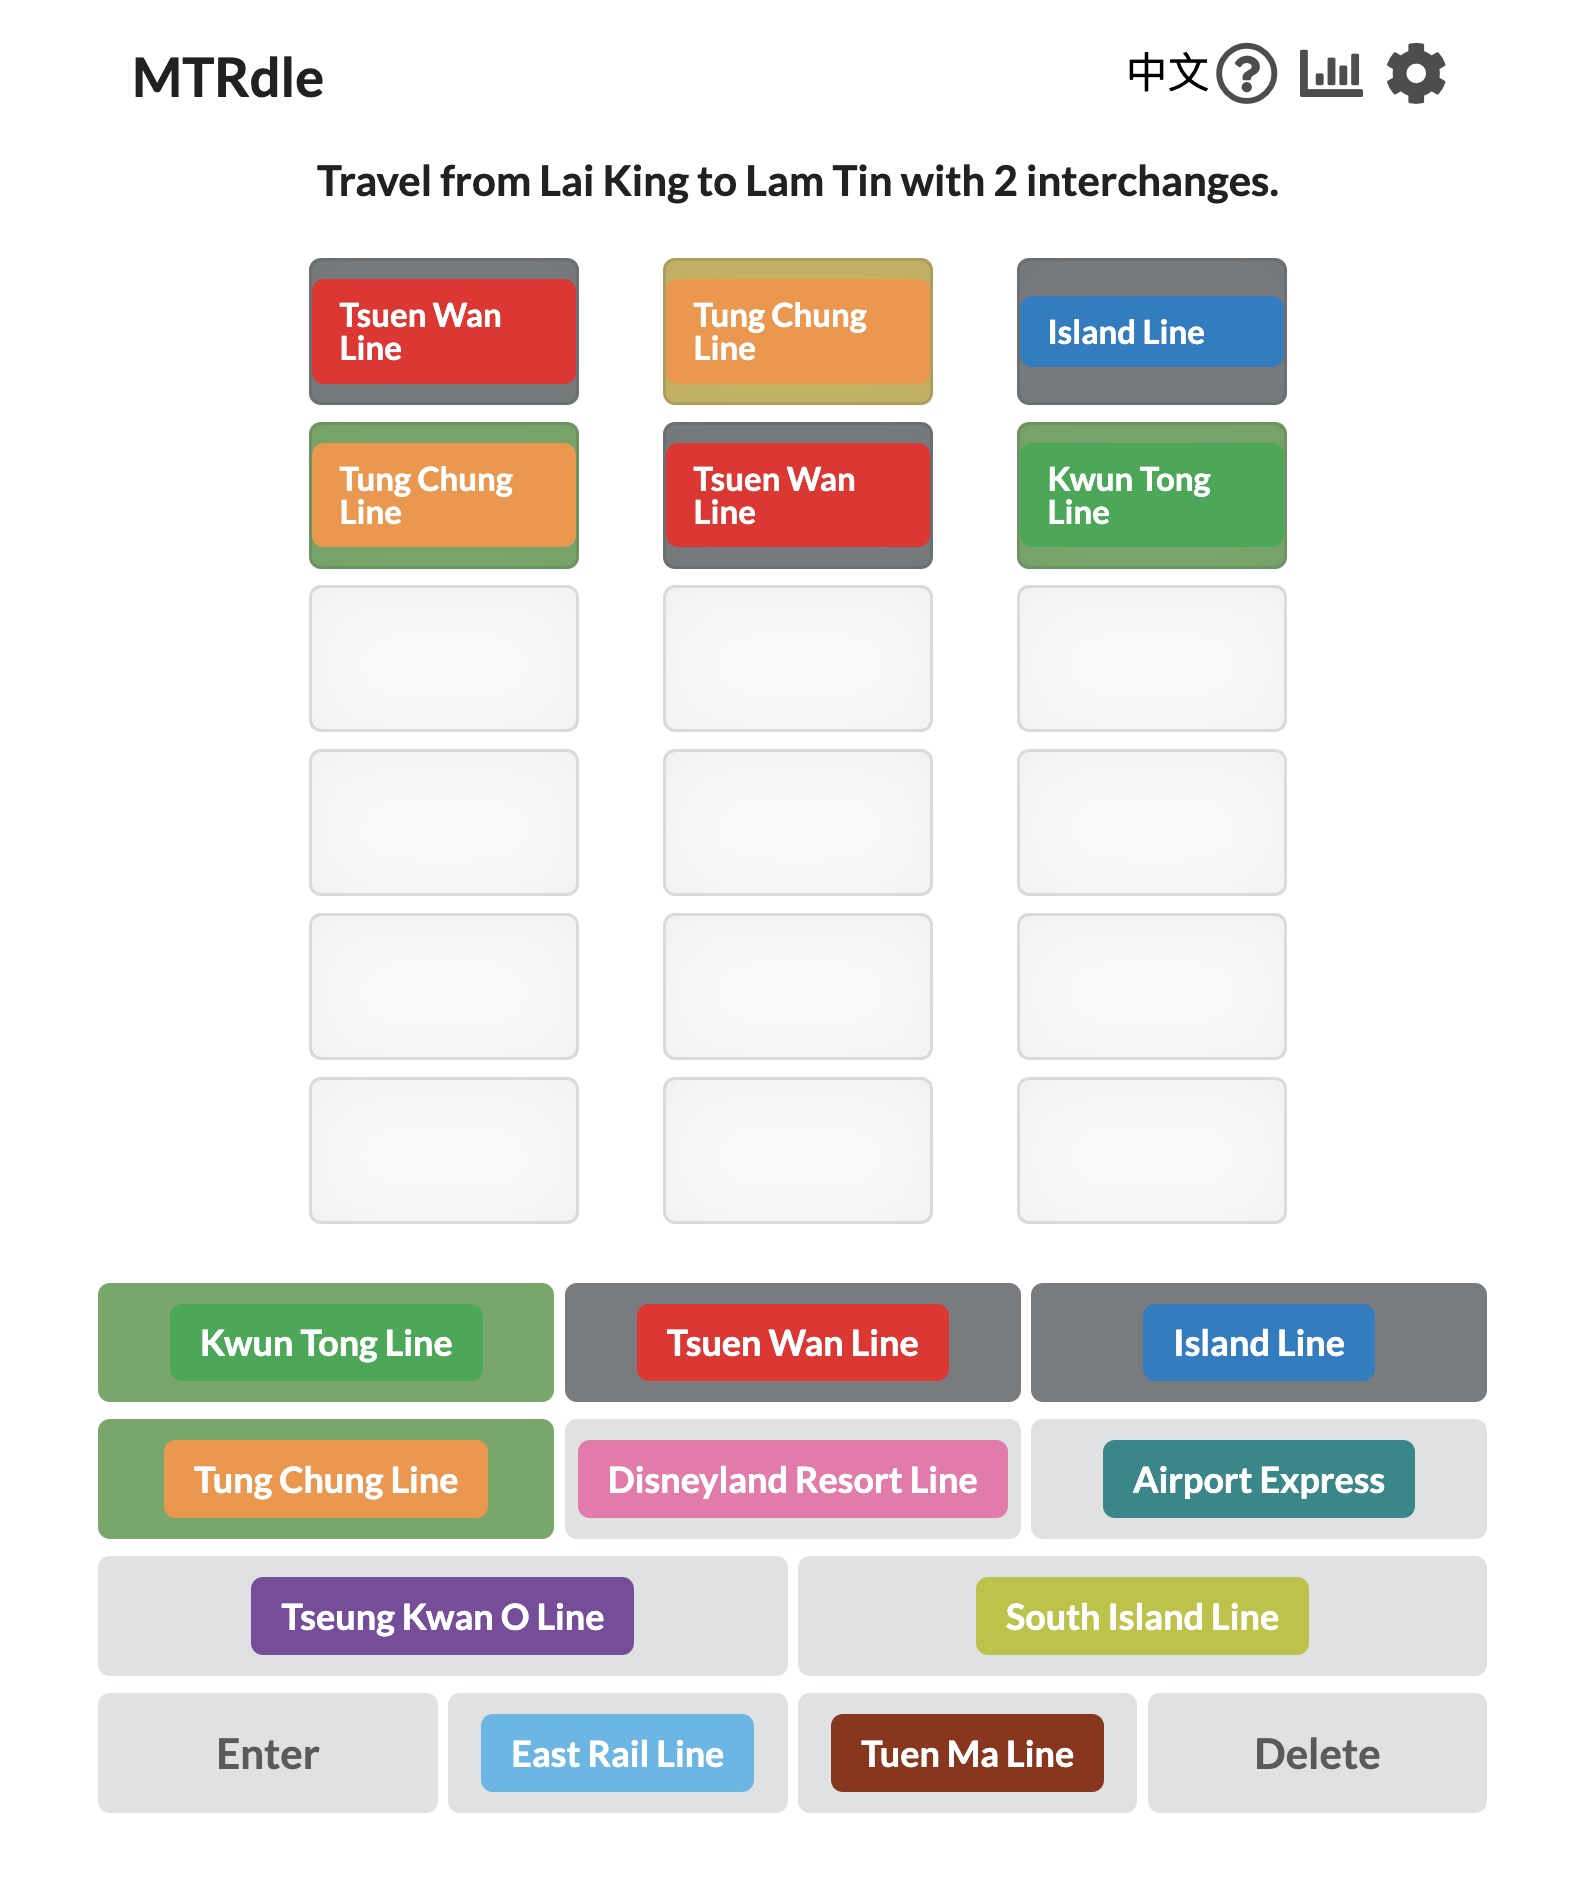 MTRdle
中文
Travel from Lai King to Lam Tin with 2 interchanges.
Tsuen Wan
Line
Tung Chung
Line
Island Line
Tung Chung
Line
Tsuen Wan
Line
Kwun Tong
Line
Kwun Tong Line
Tsuen Wan Line
Island Line
Tung Chung Line
Disneyland Resort Line
Airport Express
Tseung Kwan O Line
South Island Line
Enter
East Rail Line
Tuen Ma Line
Delete